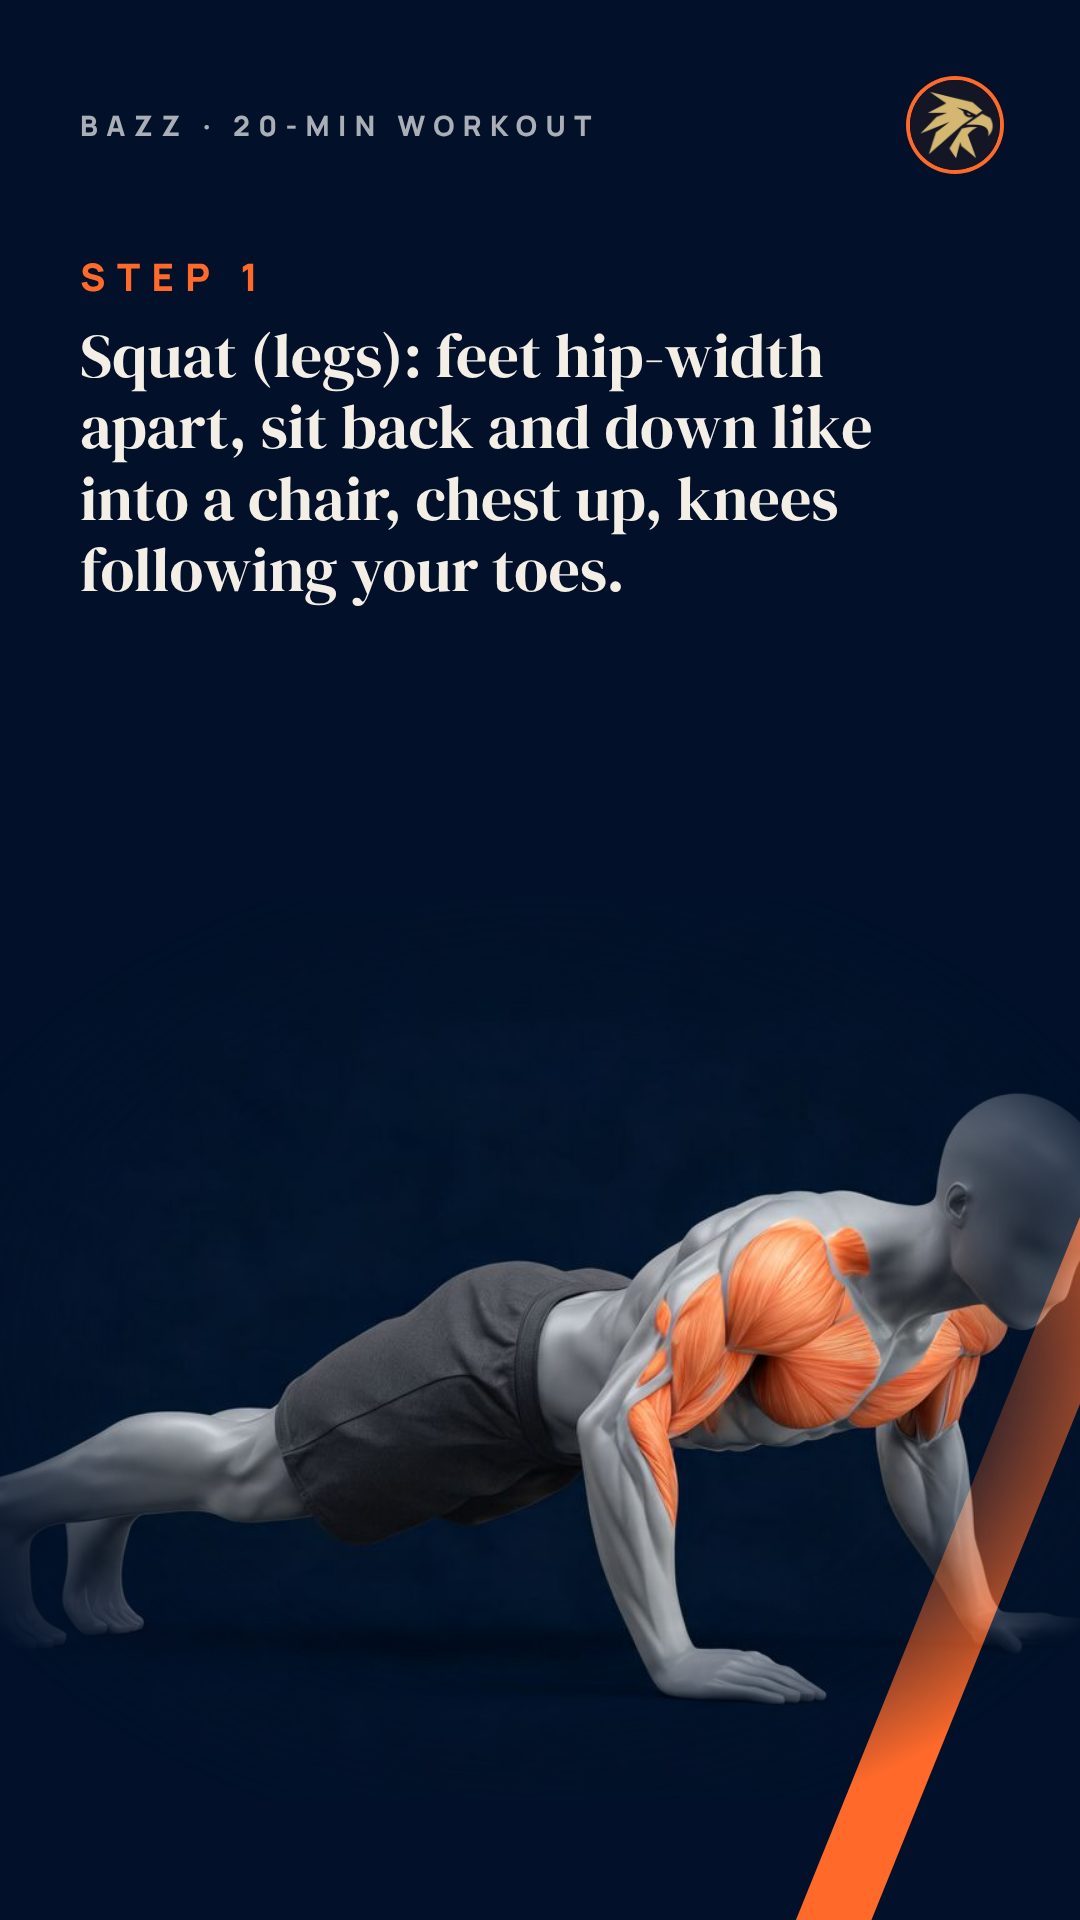 BAZZ · 20-MIN WORKOUT
STEP 1
Squat (legs): feet hip-width
apart, sit back and down like
into a chair, chest up, knees
following your toes.